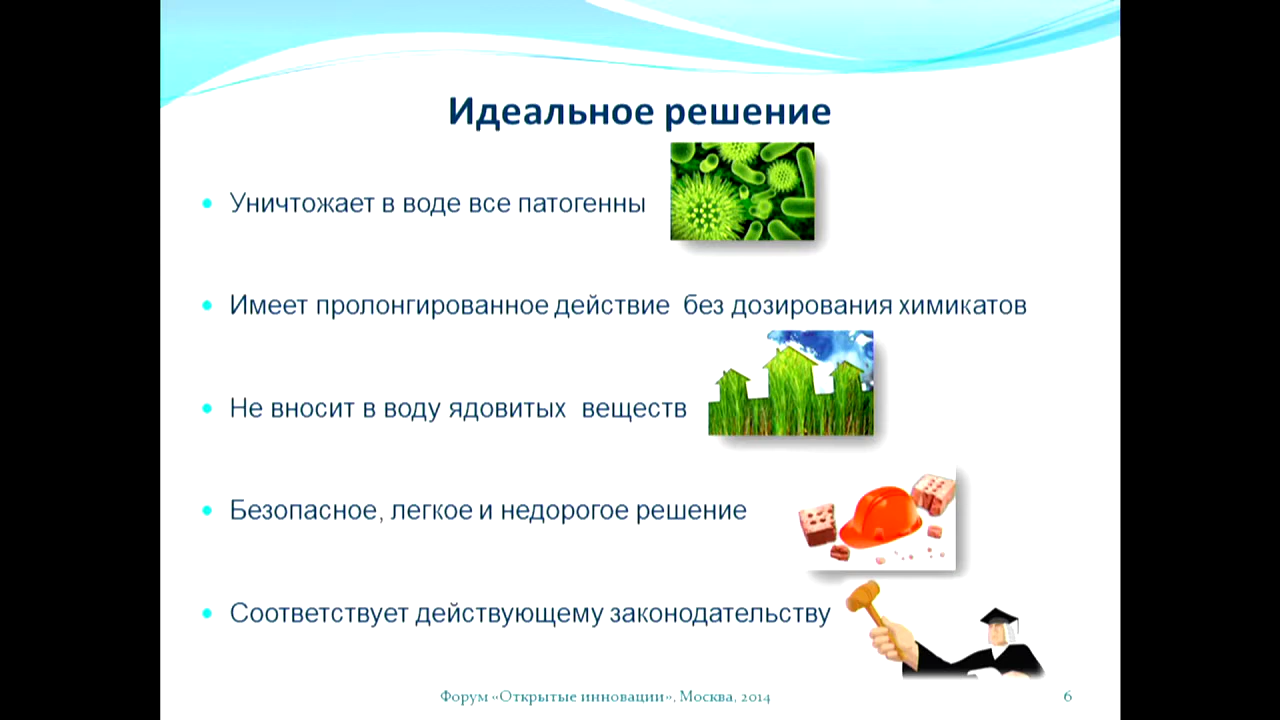 Идеальное решение
Уничтожает в воде все патогенны
Имеет пролонгированное действие без дозирования химикатов
Не вносит в воду ядовитых веществ
Безопасное, легкое и недорогое решение
Соответствует действующему законодательству
Форум «Открытые инновации», Москва, 2014
6